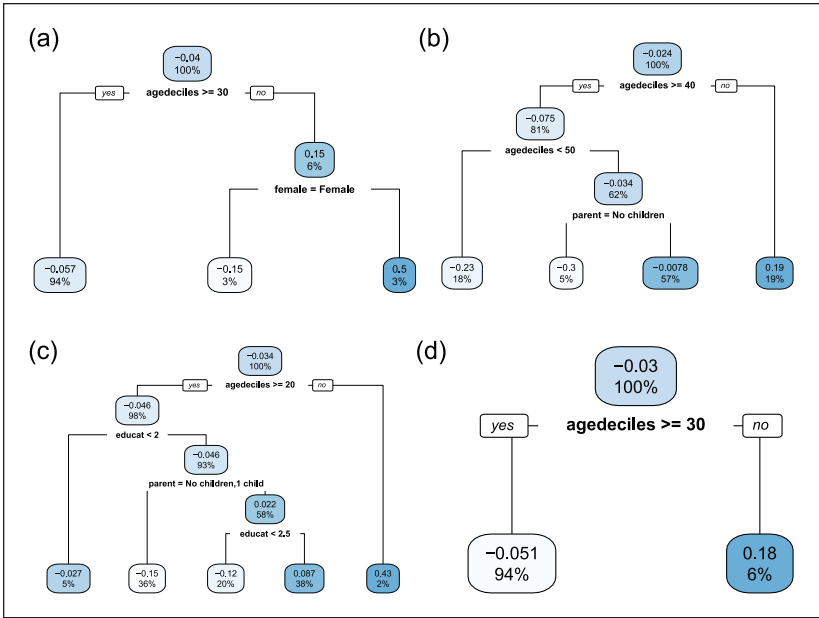 (a)
−0.04
100%
yes
agedeciles >= 30
no
0.15
6%
female = Female
−0.057
94%
−0.15
3%
0.5
3%
(b)
−0.024
100%
yes
agedeciles >= 40
no
−0.075
81%
agedeciles < 50
−0.034
62%
parent = No children
−0.23
18%
−0.3
5%
−0.0078
57%
0.19
19%
(c)
−0.034
100%
yes
agedeciles >= 20
no
−0.046
98%
educat < 2
−0.046
93%
parent = No children,1 child
0.022
58%
educat < 2.5
−0.027
5%
−0.15
36%
−0.12
20%
0.087
38%
0.43
2%
(d)
−0.03
100%
yes
agedeciles >= 30
no
−0.051
94%
0.18
6%